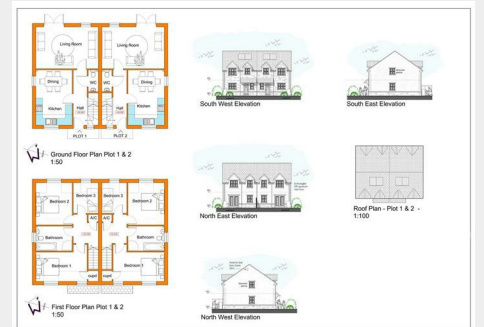 Living Room
Living Room
Dining
WC
WC
Dining
Kitchen
Hall
Hall
Kitchen
PLOT 1
PLOT 2
Ground Floor Plan Plot 1 & 2
1:50
South West Elevation
South East Elevation
North East Elevation
Roof Plan - Plot 1 & 2 -
1:100
Bedroom 2
Bedroom 3
Bedroom 3
Bedroom 2
A/C
A/C
Bathroom
Bathroom
Bedroom 1
Bedroom 1
cupd
cupd
First Floor Plan Plot 1 & 2
1:50
North West Elevation